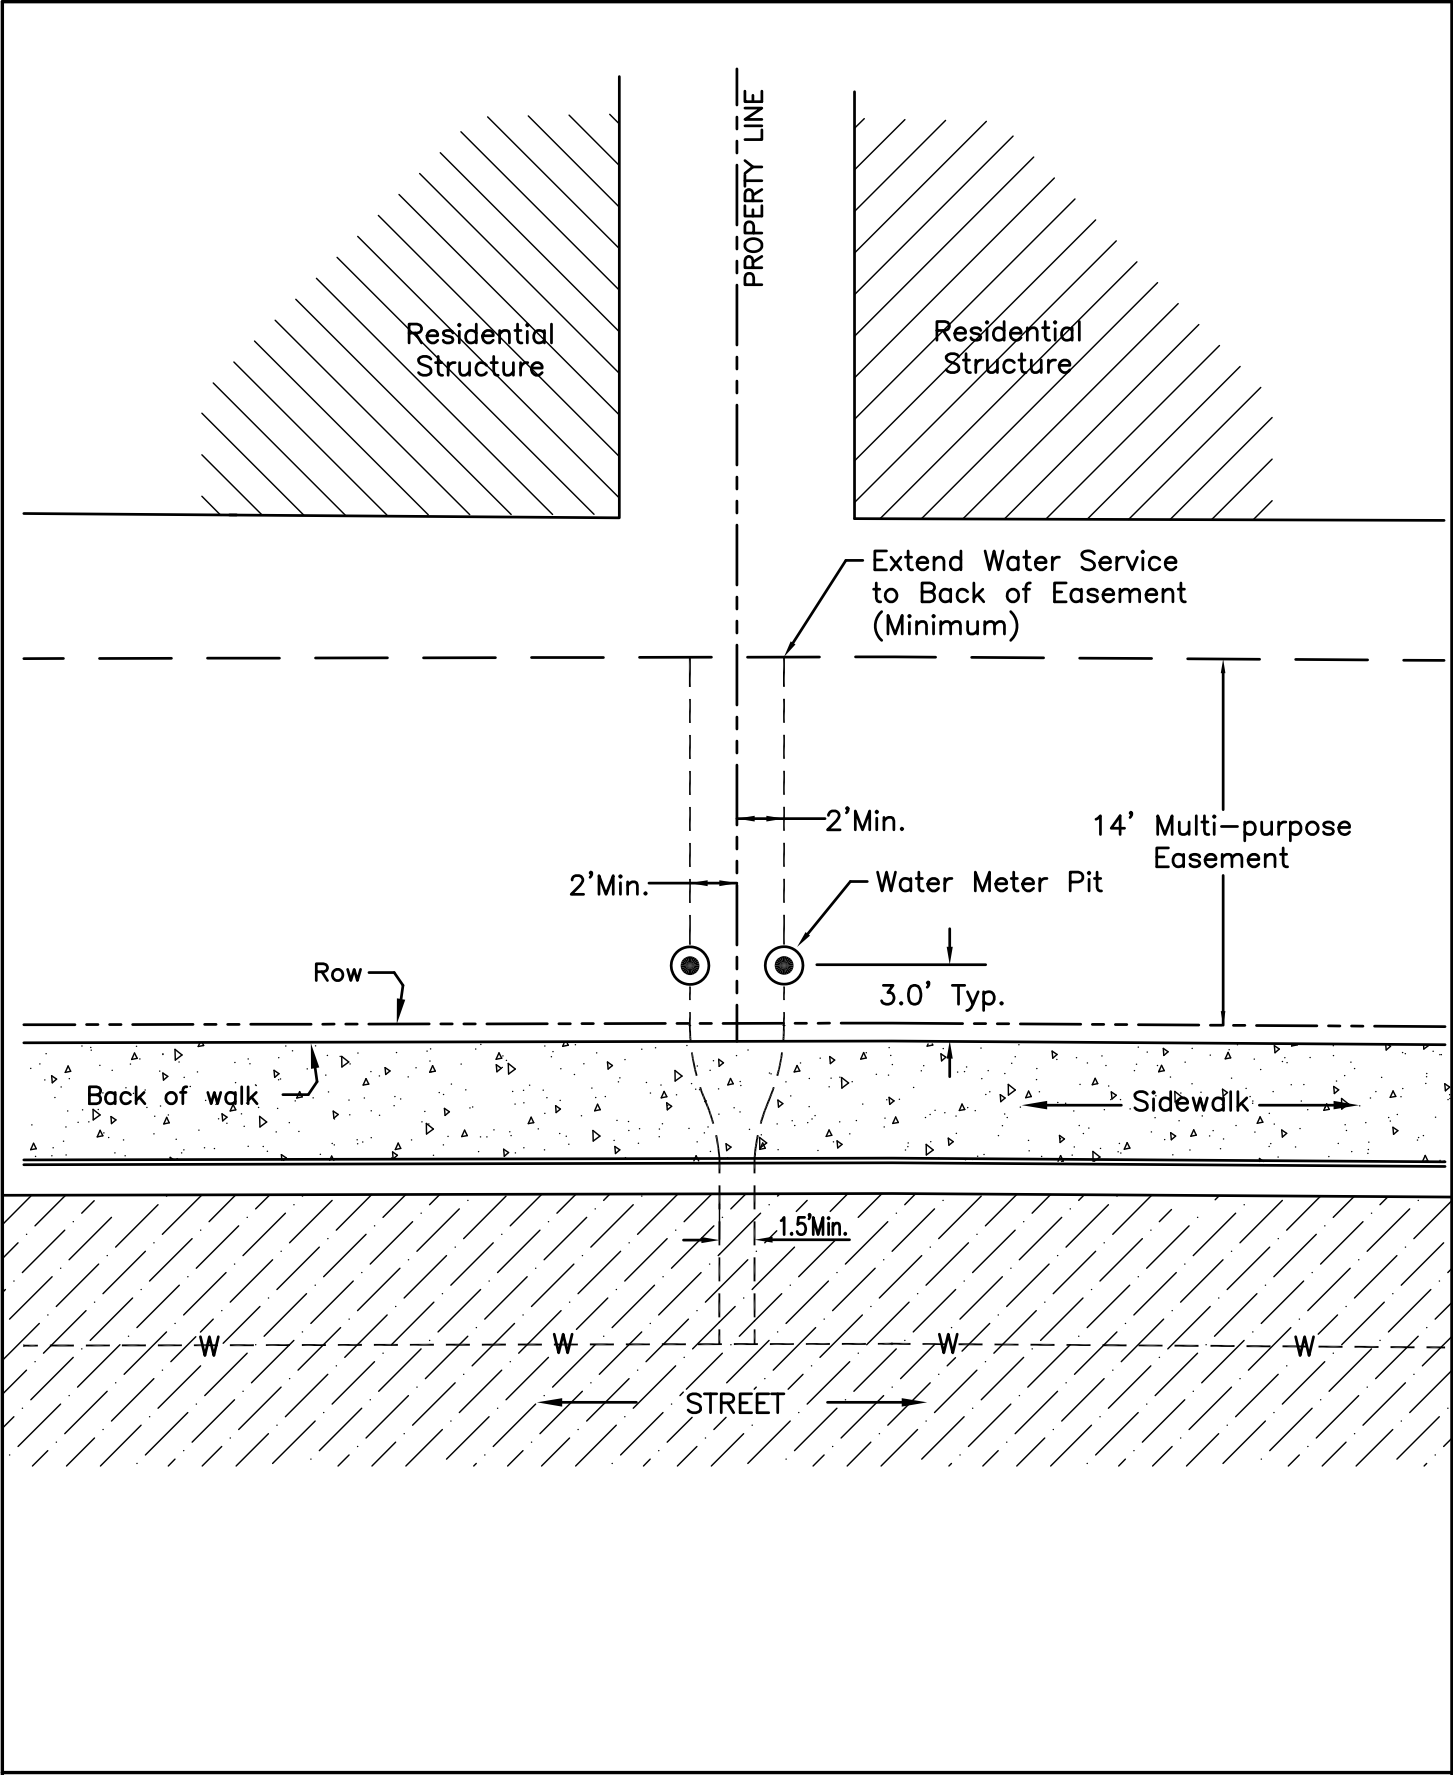 PROPERTY LINE
Residential
Structure
Residential
Structure
Extend Water Service
to Back of Easement
(Minimum)
2'Min.
14' Multi-purpose
Easement
2'Min.
Water Meter Pit
Row
3.0' Typ.
Back of walk
Sidewalk
1.5'Min.
W W W W
STREET